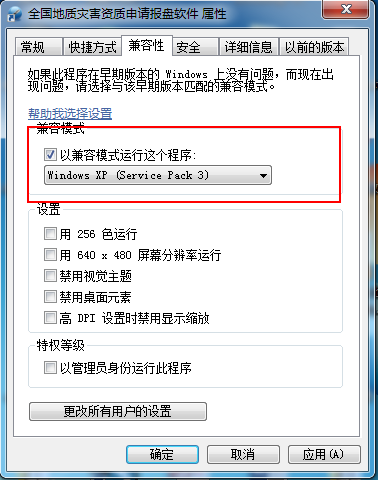 全国地质灾害资质申请报盘软件 属性
常规 快捷方式 兼容性 安全 详细信息 以前的版本
如果此程序在早期版本的 Windows 上没有问题，而现在出
现问题，请选择与该早期版本匹配的兼容模式。
帮助我选择设置
兼容模式
以兼容模式运行这个程序:
Windows XP (Service Pack 3)
设置
用 256 色运行
用 640 x 480 屏幕分辨率运行
禁用视觉主题
禁用桌面元素
高 DPI 设置时禁用显示缩放
特权等级
以管理员身份运行此程序
更改所有用户的设置
确定 取消 应用(A)